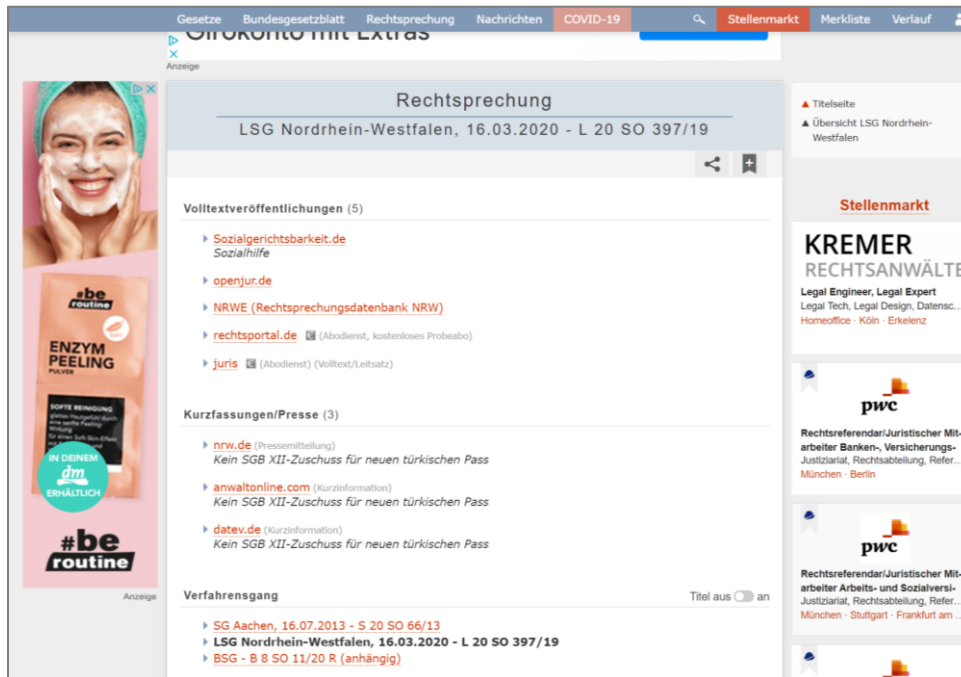 Gesetze Bundesgesetzblatt Rechtsprechung Nachrichten COVID-19 Stellenmarkt Merkliste Verlauf
Girokonto mit Extras
Anzeige
#be
routine
ENZYM
PEELING
PULVER
SOFTE REINIGUNG
IN DEINEM
dm
ERHÄLTLICH
#be
routine
Anzeige
Rechtsprechung
LSG Nordrhein-Westfalen, 16.03.2020 - L 20 SO 397/19
Volltextveröffentlichungen (5)
Sozialgerichtsbarkeit.de
Sozialhilfe
openjur.de
NRWE (Rechtsprechungsdatenbank NRW)
rechtsportal.de (Abodienst, kostenloses Probeabo)
juris (Abodienst) (Volltext/Leitsatz)
Kurzfassungen/Presse (3)
nrw.de (Pressemitteilung)
Kein SGB XII-Zuschuss für neuen türkischen Pass
anwaltonline.com (Kurzinformation)
Kein SGB XII-Zuschuss für neuen türkischen Pass
datev.de (Kurzinformation)
Kein SGB XII-Zuschuss für neuen türkischen Pass
Verfahrensgang
Titel aus an
SG Aachen, 16.07.2013 - S 20 SO 66/13
LSG Nordrhein-Westfalen, 16.03.2020 - L 20 SO 397/19
BSG - B 8 SO 11/20 R (anhängig)
Titelseite
Übersicht LSG Nordrhein-
Westfalen
Stellenmarkt
KREMER
RECHTSANWÄLTE
Legal Engineer, Legal Expert
Legal Tech, Legal Design, Datensc...
Homeoffice · Köln · Erkelenz
pwc
Rechtsreferendar/Juristischer Mit-
arbeiter Banken-, Versicherungs-
Justiziariat, Rechtsabteilung, Refer...
München · Berlin
pwc
Rechtsreferendar/Juristischer Mit-
arbeiter Arbeits- und Sozialversi-
Justiziariat, Rechtsabteilung, Refer...
München · Stuttgart · Frankfurt am ...